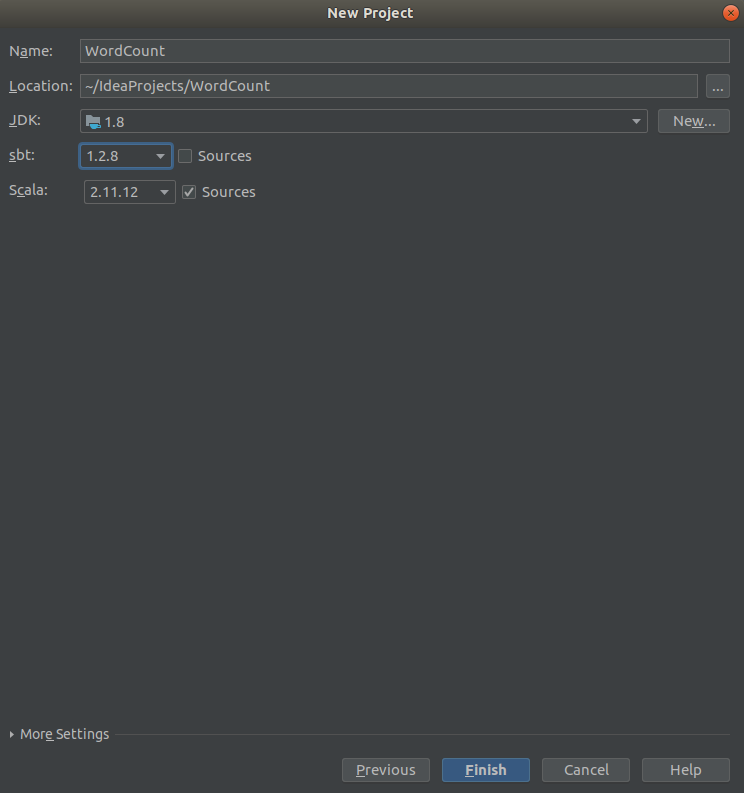 New Project
Name: WordCount
Location: ~/IdeaProjects/WordCount ...
JDK: 1.8 New...
sbt: 1.2.8 Sources
Scala: 2.11.12 Sources
More Settings
Previous Finish Cancel Help